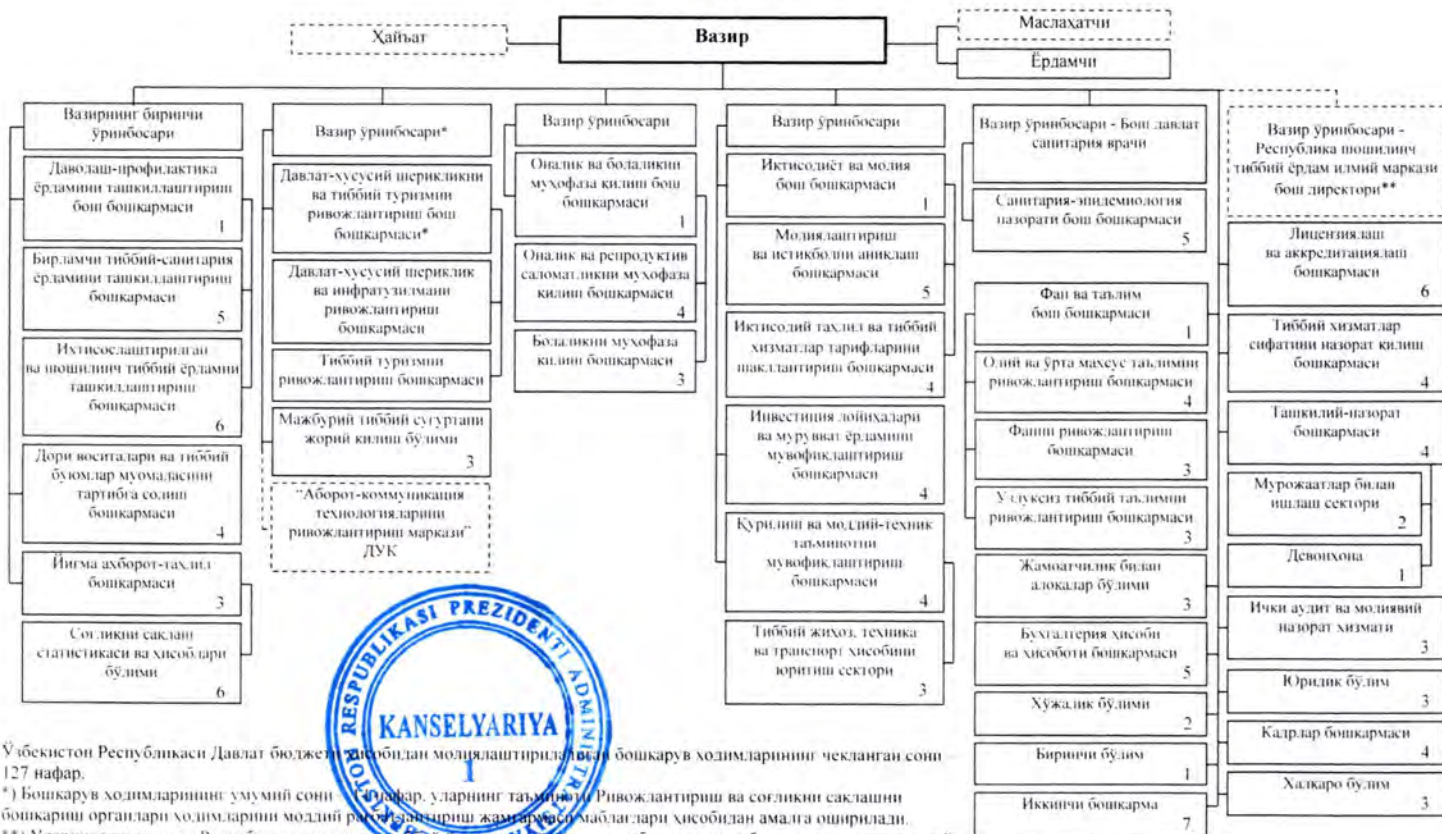 Вазир
Ҳайъат
Маслаҳатчи
Ёрдамчи
Вазирнинг биринчи
ўринбосари
Даволаш-профилактика
ёрдамини ташкиллаштириш
бош бошқармаси
1
Бирламчи тиббий-санитария
ёрдамини ташкиллаштириш
бошқармаси
5
Ихтисослаштирилган
ва шошилинч тиббий ёрдамни
ташкиллаштириш
бошқармаси
6
Дори воситалари ва тиббий
буюмлар муомаласини
тартибга солиш
бошқармаси
4
Йиғма ахборот-таҳлил
бошқармаси
3
Соғлиқни сақлаш
статистикаси ва ҳисоблари
бўлими
6
Вазир ўринбосари*
Давлат-хусусий шерикликни
ва тиббий туризмни
ривожлантириш бош
бошқармаси*
Давлат-хусусий шериклик
ва инфратузилмани
ривожлантириш
бошқармаси
Тиббий туризмни
ривожлантириш бошқармаси
Мажбурий тиббий суғуртани
жорий қилиш бўлими
3
"Аборот-коммуникация
технологияларини
ривожлантириш маркази"
ДУК
Вазир ўринбосари
Оналик ва болаликни
муҳофаза қилиш бош
бошқармаси
1
Оналик ва репродуктив
саломатликни муҳофаза
қилиш бошқармаси
4
Болаликни муҳофаза
қилиш бошқармаси
3
Вазир ўринбосари
Иқтисодиёт ва молия
бош бошқармаси
1
Молиялаштириш
ва истиқболни аниқлаш
бошқармаси
5
Иқтисодий таҳлил ва тиббий
хизматлар тарифларини
шакллантириш бошқармаси
4
Инвестиция лойиҳалари
ва мурувват ёрдамини
мувофиқлаштириш
бошқармаси
4
Қурилиш ва моддий-техник
таъминотни
мувофиқлаштириш
бошқармаси
4
Тиббий жиҳоз, техника
ва транспорт ҳисобини
юритиш сектори
3
Вазир ўринбосари - Бош давлат
санитария врачи
Санитария-эпидемиология
назорати бош бошқармаси
5
Фан ва таълим
бош бошқармаси
1
Олий ва ўрта махсус таълимни
ривожлантириш бошқармаси
4
Фанни ривожлантириш
бошқармаси
3
Узлуксиз тиббий таълимни
ривожлантириш бошқармаси
3
Жамоатчилик билан
алоқалар бўлими
3
Бухгалтерия ҳисоби
ва ҳисоботи бошқармаси
5
Хўжалик бўлими
2
Биринчи бўлим
1
Иккинчи бошқарма
7
Вазир ўринбосари -
Республика шошилинч
тиббий ёрдам илмий маркази
бош директори**
Лицензиялаш
ва аккредитациялаш
бошқармаси
6
Тиббий хизматлар
сифатини назорат қилиш
бошқармаси
4
Ташкилий-назорат
бошқармаси
4
Мурожаатлар билан
ишлаш сектори
2
Девонхона
1
Ички аудит ва молиявий
назорат хизмати
3
Юридик бўлим
3
Кадрлар бошқармаси
4
Халқаро бўлим
3
RESPUBLIKASI PREZIDENTI
KANSELYARIYA
1
Ўзбекистон Республикаси Давлат бюджети ҳисобидан молиялаштириладиган бошқарув ходимларининг чекланган сони -
127 нафар.
*) Бошқарув ходимларининг умумий сони - нафар, уларнинг таъминоти Ривожлантириш ва соғлиқни сақлашни
бошқариш органлари ходимларини моддий рағбатлантириш жамғармаси маблағлари ҳисобидан амалга оширилади.